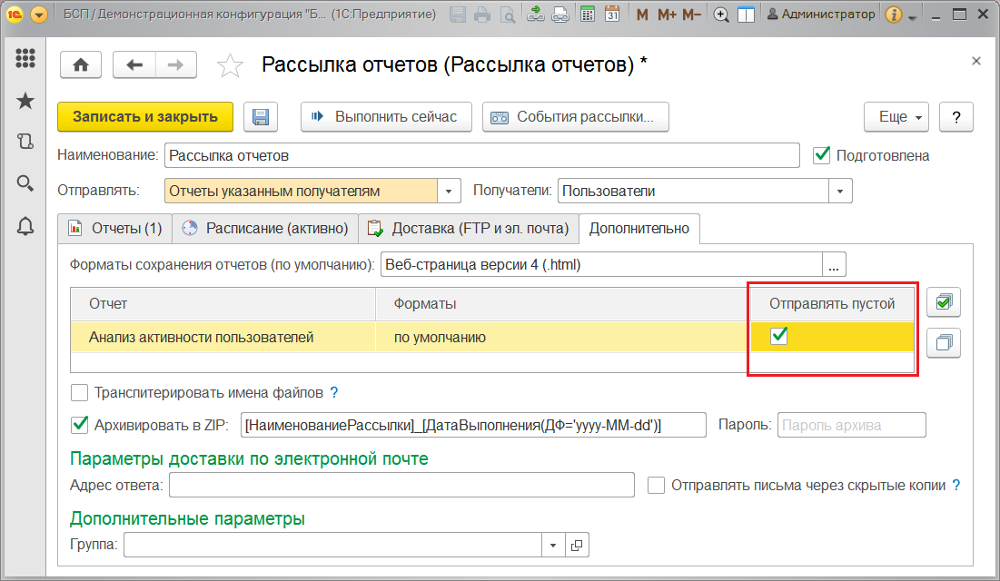 БСП / Демонстрационная конфигурация "Б... (1С:Предприятие) M M+ M− Администратор
Рассылка отчетов (Рассылка отчетов) *
Записать и закрыть Выполнить сейчас События рассылки... Еще ?
Наименование: Рассылка отчетов Подготовлена
Отправлять: Отчеты указанным получателям Получатели: Пользователи
Отчеты (1) Расписание (активно) Доставка (FTP и эл. почта) Дополнительно
Форматы сохранения отчетов (по умолчанию): Веб-страница версии 4 (.html) ...
Отчет Форматы Отправлять пустой
Анализ активности пользователей по умолчанию
Транслитерировать имена файлов ?
Архивировать в ZIP: [НаименованиеРассылки]_[ДатаВыполнения(ДФ='yyyy-MM-dd')] Пароль: Пароль архива
Параметры доставки по электронной почте
Адрес ответа: Отправлять письма через скрытые копии ?
Дополнительные параметры
Группа: